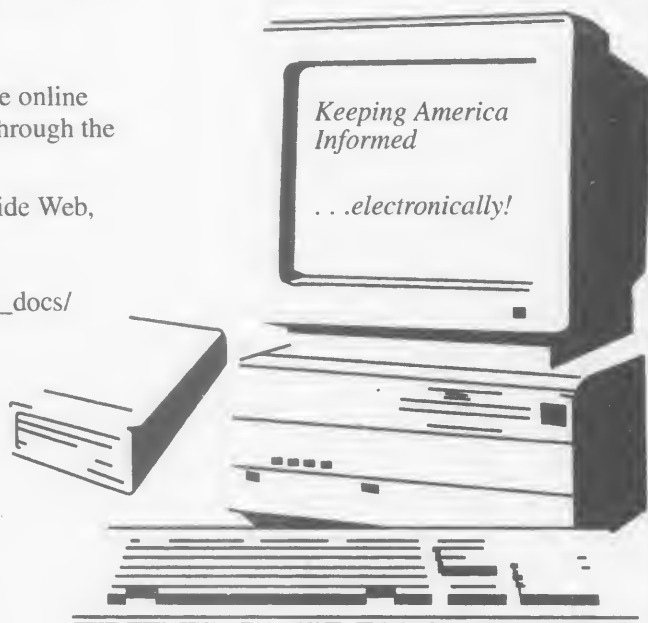 e online
hrough the
ide Web,
_docs/
Keeping America
Informed
. . .electronically!